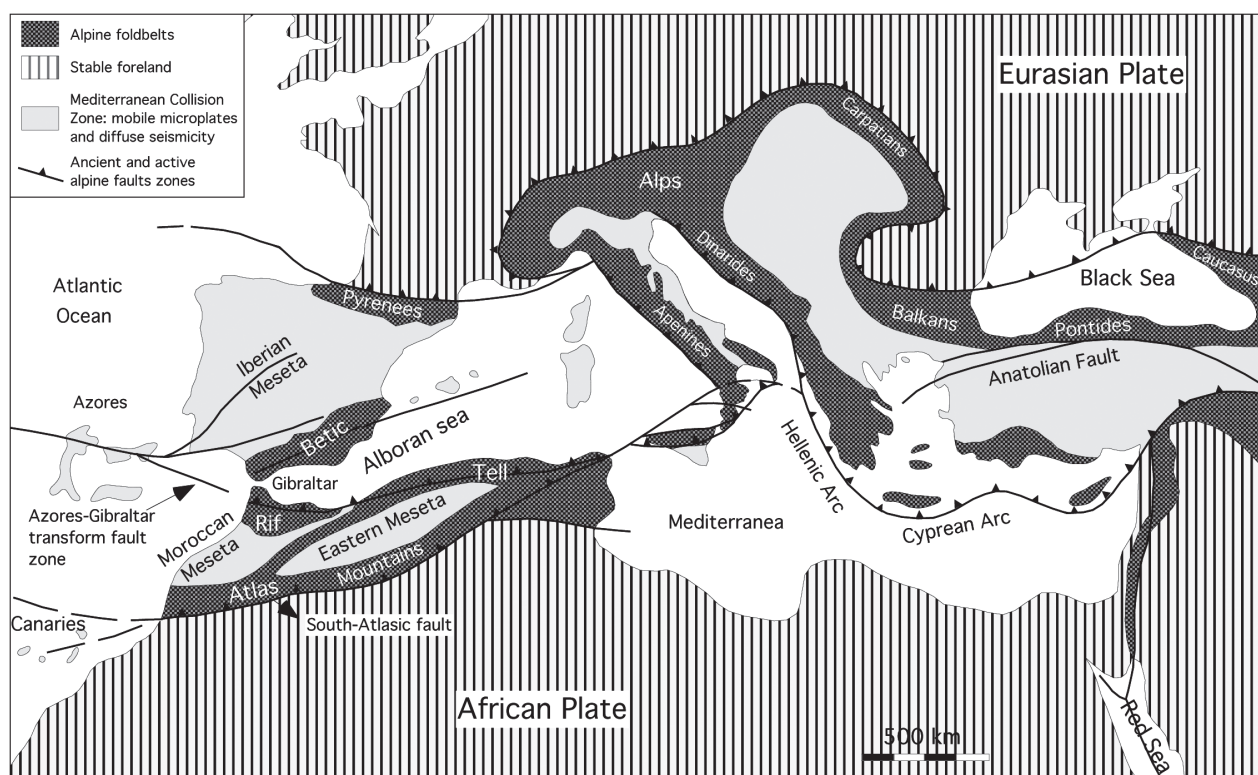 Alpine foldbelts
Stable foreland
Mediterranean Collision
Zone: mobile microplates
and diffuse seismicity
Ancient and active
alpine faults zones
Eurasian Plate
Carpatians
Alps
Dinarides
Caucasus
Black Sea
Atlantic
Ocean
Pyrenees
Balkans
Pontides
Apenines
Iberian
Meseta
Anatolian Fault
Azores
Betic
Alboran sea
Hellenic Arc
Gibraltar
Tell
Azores-Gibraltar
transform fault
zone
Moroccan
Meseta
Rif
Eastern Meseta
Mediterranea
Cyprean Arc
Atlas
Mountains
South-Atlasic fault
Canaries
African Plate
500 km
Red Sea